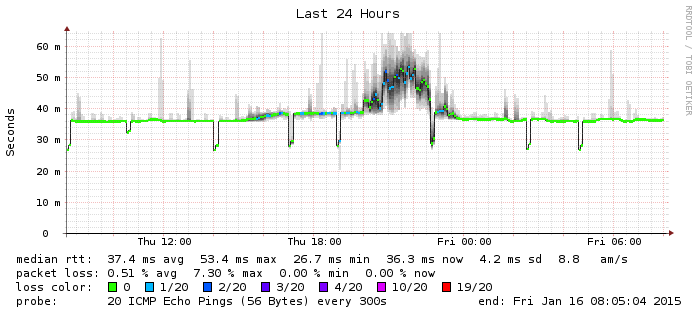 Last 24 Hours
RRDTOOL / TOBI OETIKER
Seconds
60 m
50 m
40 m
30 m
20 m
10 m
0
Thu 12:00 Thu 18:00 Fri 00:00 Fri 06:00
median rtt: 37.4 ms avg 53.4 ms max 26.7 ms min 36.3 ms now 4.2 ms sd 8.8 am/s
packet loss: 0.51 % avg 7.30 % max 0.00 % min 0.00 % now
loss color: 0 1/20 2/20 3/20 4/20 10/20 19/20
probe: 20 ICMP Echo Pings (56 Bytes) every 300s end: Fri Jan 16 08:05:04 2015